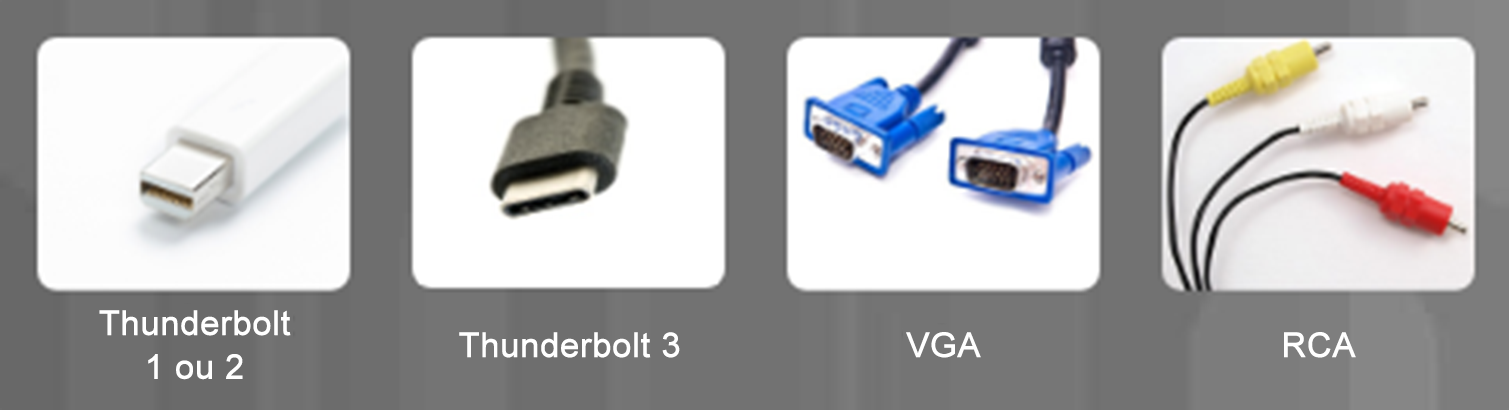 Thunderbolt
1 ou 2
Thunderbolt 3
VGA
RCA